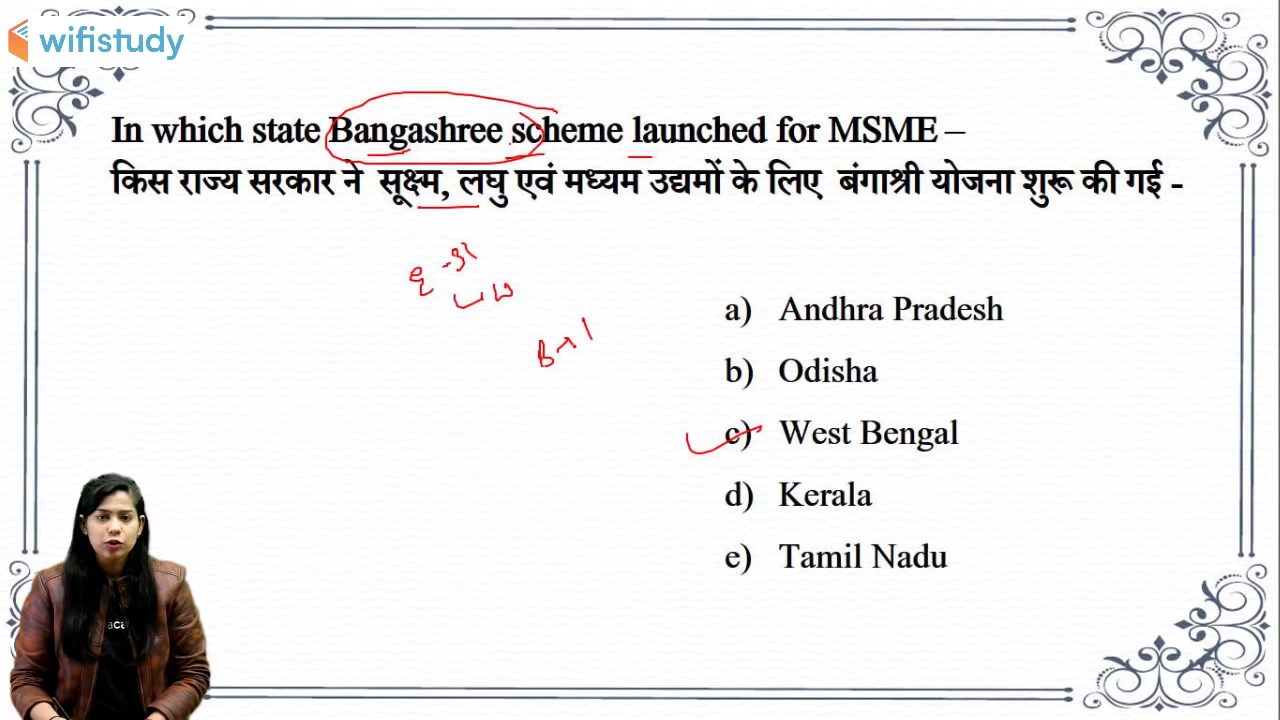 wifistudy
In which state Bangashree scheme launched for MSME –
किस राज्य सरकार ने सूक्ष्म, लघु एवं मध्यम उद्यमों के लिए बंगाश्री योजना शुरू की गई -
a) Andhra Pradesh
b) Odisha
c) West Bengal
d) Kerala
e) Tamil Nadu